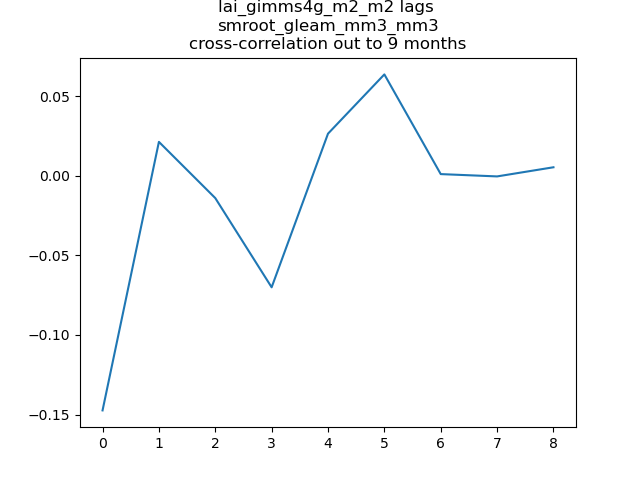 lai_gimms4g_m2_m2 lags
smroot_gleam_mm3_mm3
cross-correlation out to 9 months
0.05
0.00
−0.05
−0.10
−0.15
0 1 2 3 4 5 6 7 8